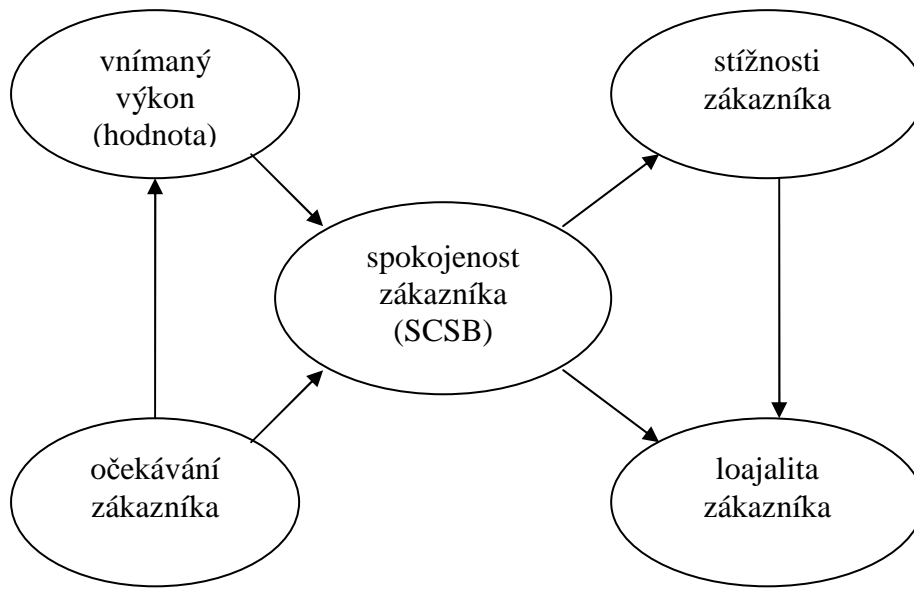 vnímaný
výkon
(hodnota)
stížnosti
zákazníka
spokojenost
zákazníka
(SCSB)
očekávání
zákazníka
loajalita
zákazníka